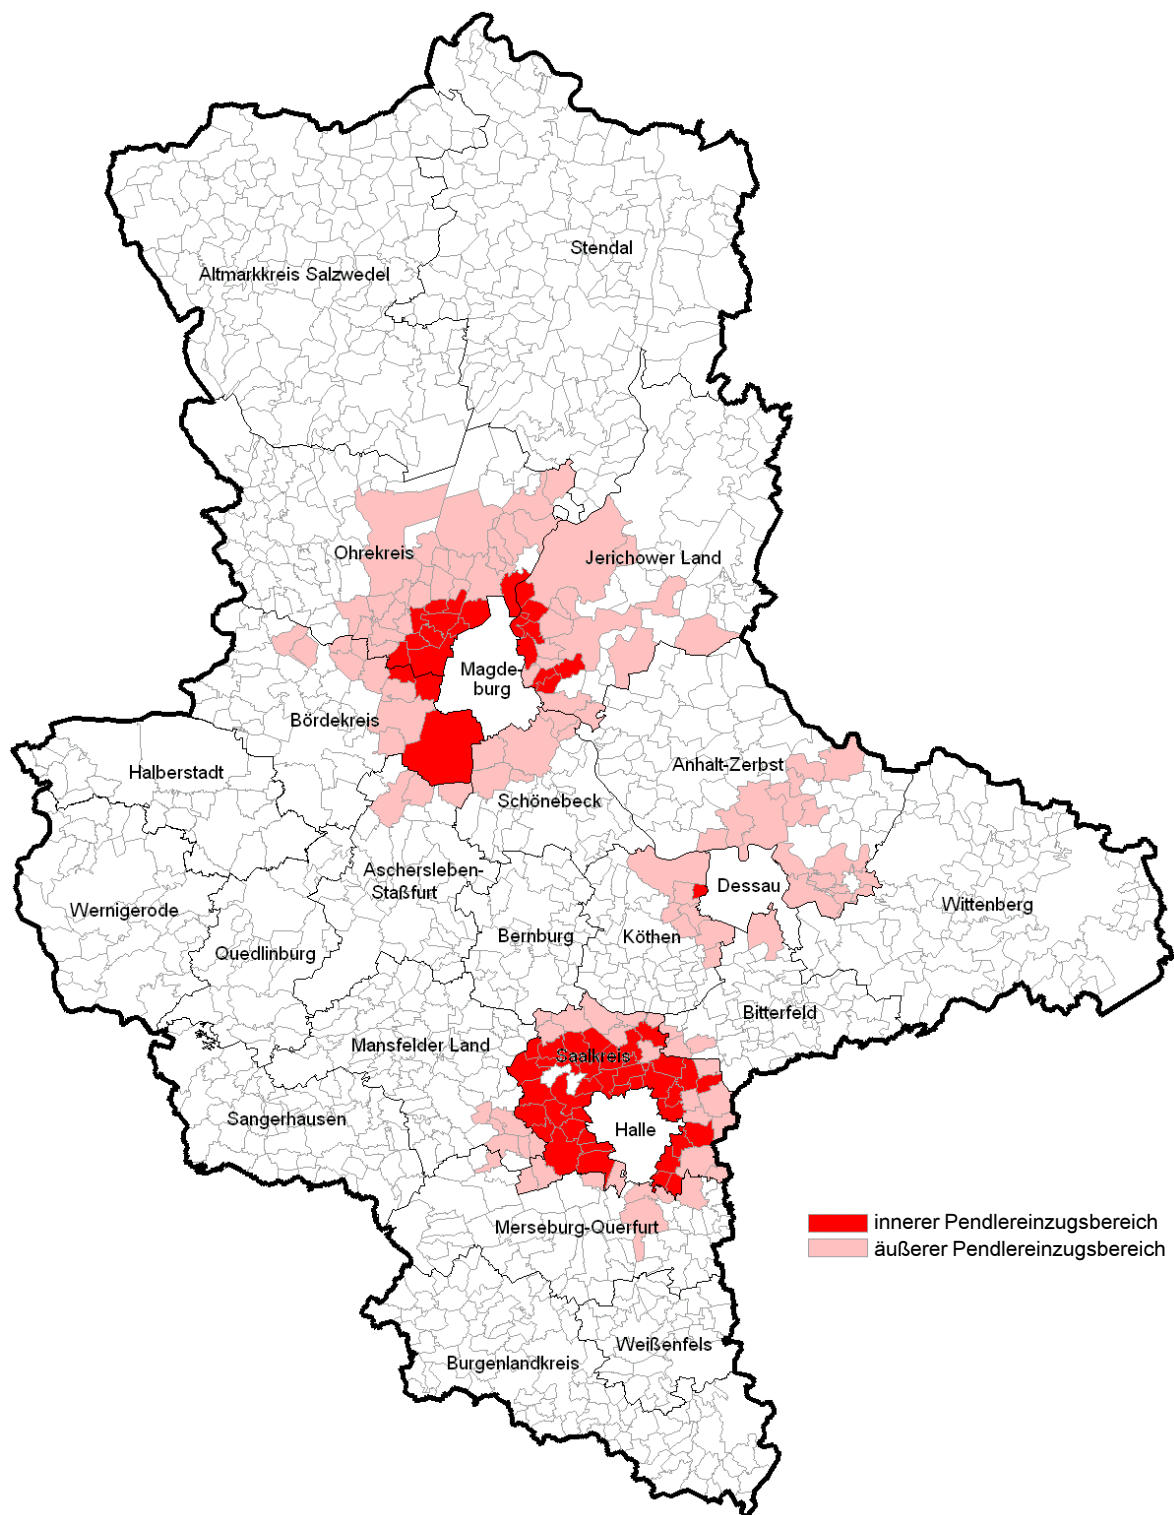 Stendal
Altmarkkreis Salzwedel
Ohrekreis
Jerichower Land
Magde-
burg
Bördekreis
Halberstadt
Anhalt-Zerbst
Schönebeck
Aschersleben-
Staßfurt
Dessau
Wernigerode
Wittenberg
Quedlinburg
Bernburg
Köthen
Bitterfeld
Mansfelder Land
Saalkreis
Sangerhausen
Halle
Merseburg-Querfurt
innerer Pendlereinzugsbereich
äußerer Pendlereinzugsbereich
Weißenfels
Burgenlandkreis